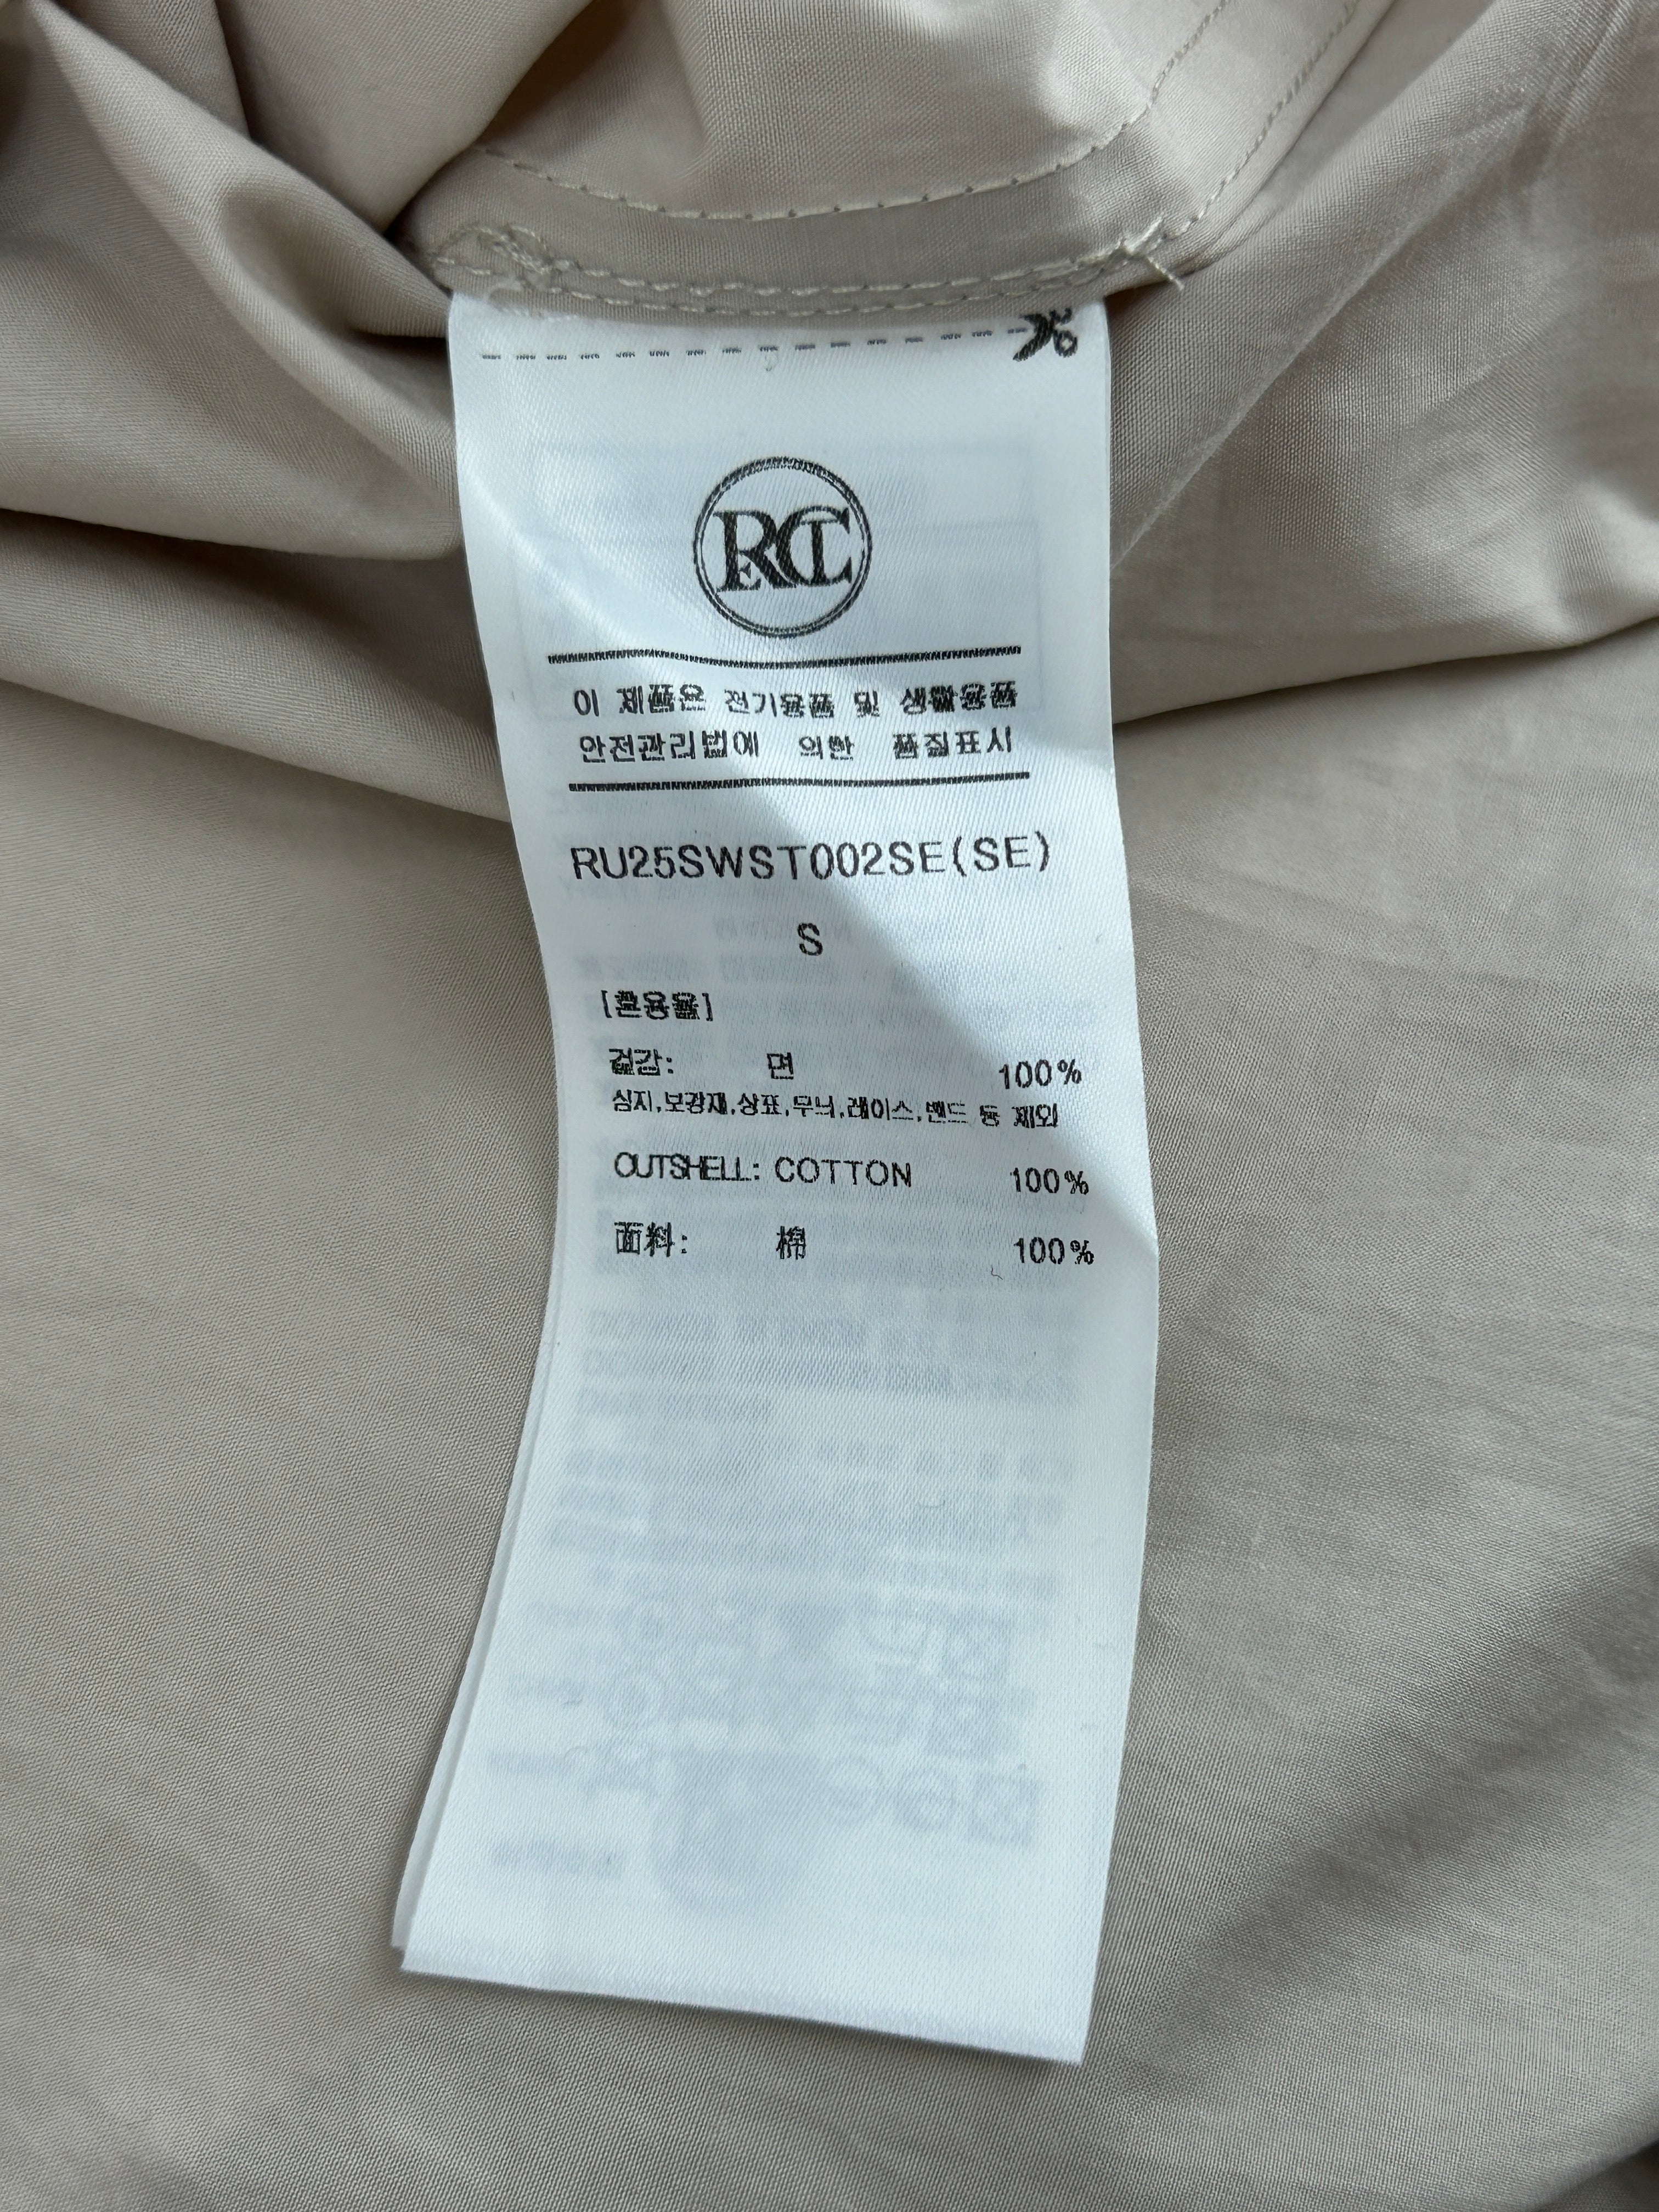 RECT
이 제품은 전기용품 및 생활용품
안전관리법에 의한 품질표시
RU25SWST002SE(SE)
S
[혼용율]
겉감: 면 100%
심지,보강재,상표,무늬,레이스,밴드 등 제외
OUTSHELL: COTTON 100%
面料: 棉 100%